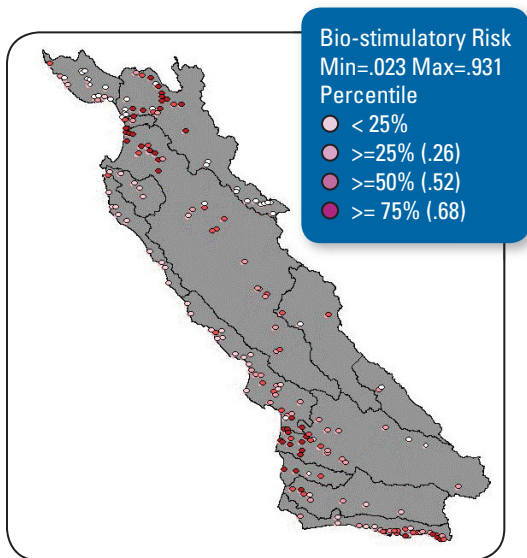 Bio-stimulatory Risk
Min=.023 Max=.931
Percentile
< 25%
>=25% (.26)
>=50% (.52)
>= 75% (.68)